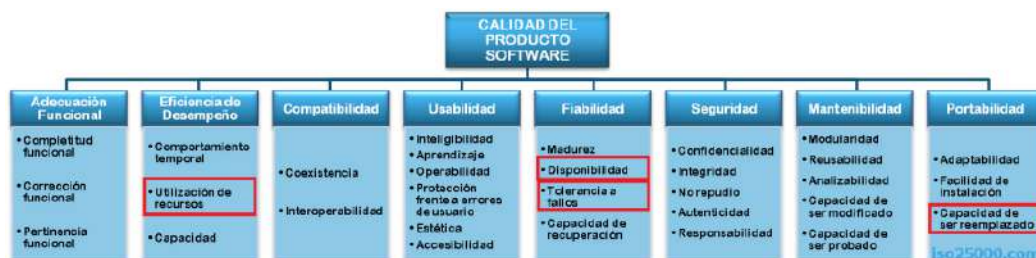 CALIDAD DEL
PRODUCTO
SOFTWARE
Adecuación
Funcional
• Completitud
funcional
• Corrección
funcional
• Pertinencia
funcional
Eficiencia de
Desempeño
• Comportamiento
temporal
• Utilización de
recursos
• Capacidad
Compatibilidad
• Coexistencia
• Interoperabilidad
Usabilidad
• Inteligibilidad
• Aprendizaje
• Operabilidad
• Protección
frente a errores
de usuario
• Estética
• Accesibilidad
Fiabilidad
• Madurez
• Disponibilidad
• Tolerancia a
fallos
• Capacidad de
recuperación
Seguridad
• Confidencialidad
• Integridad
• No repudio
• Autenticidad
• Responsabilidad
Mantenibilidad
• Modularidad
• Reusabilidad
• Analizabilidad
• Capacidad de
ser modificado
• Capacidad de
ser probado
Portabilidad
• Adaptabilidad
• Facilidad de
instalación
• Capacidad de
ser reemplazado
iso25000.com